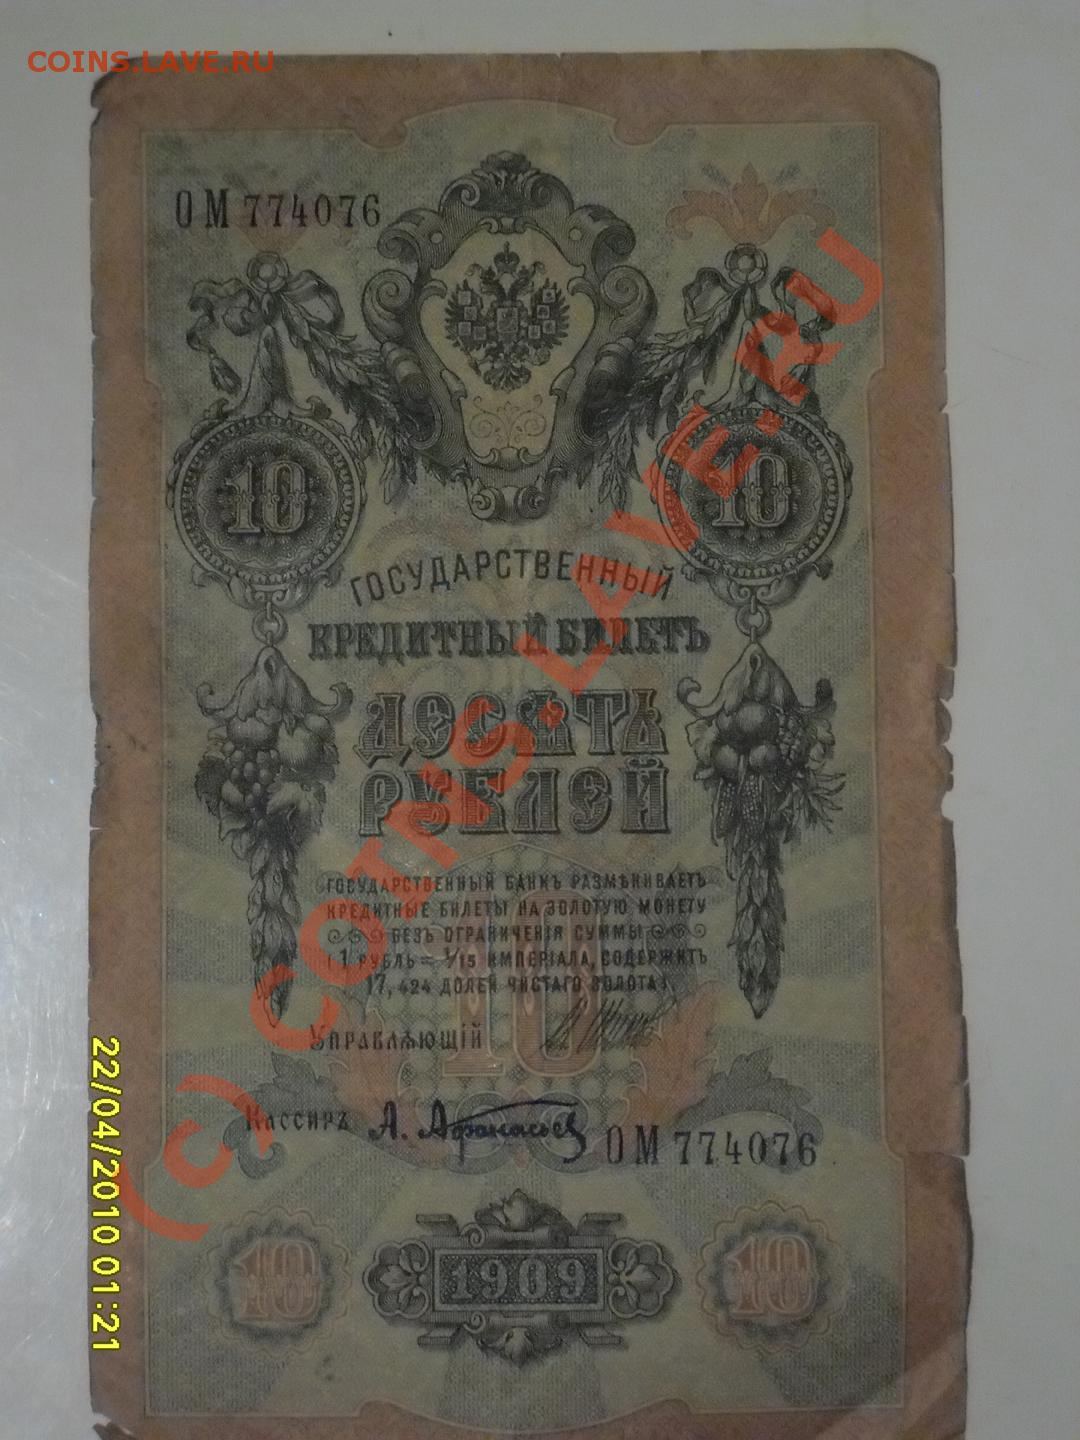 COINS.LAVE.RU
ОМ 774076
10 10
ГОСУДАРСТВЕННЫЙ
КРЕДИТНЫЙ БИЛЕТЪ
ДЕСЯТЬ
РУБЛЕЙ
ГОСУДАРСТВЕННЫЙ БАНКЪ РАЗМѢНИВАЕТЪ
КРЕДИТНЫЕ БИЛЕТЫ НА ЗОЛОТУЮ МОНЕТУ
БЕЗЪ ОГРАНИЧЕНІЯ СУММЫ
(1 РУБЛЬ = 1/15 ИМПЕРІАЛА, СОДЕРЖИТЪ
17,424 ДОЛЕЙ ЧИСТАГО ЗОЛОТА).
10
УПРАВЛЯЮЩІЙ
КАССИРЪ А. Афанасьев
ОМ 774076
10 1909 10
(c) COINS.LAVE.RU
22/04/2010 01:21